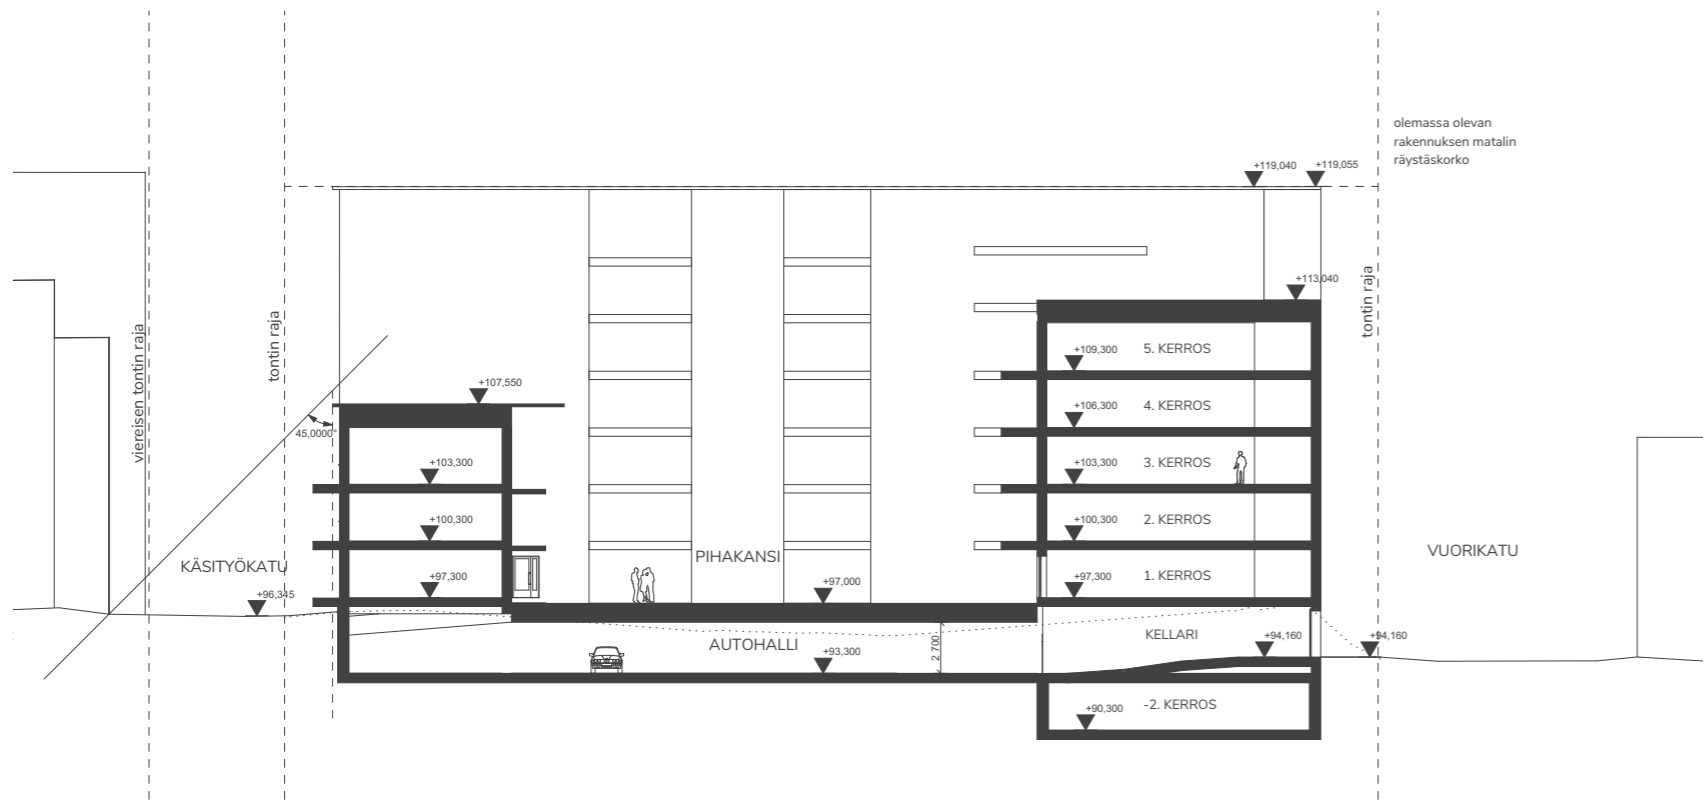 olemassa olevan
rakennuksen matalin
räystäskorko
+119,040
+119,055
+113,040
viereisen tontin raja
tontin raja
tontin raja
+109,300
5. KERROS
+107,550
+106,300
4. KERROS
45,0000°
+103,300
+103,300
3. KERROS
+100,300
+100,300
2. KERROS
KÄSITYÖKATU
PIHAKANSI
VUORIKATU
+97,300
+97,000
+97,300
1. KERROS
+96,345
AUTOHALLI
2 700
KELLARI
+94,160
+94,160
+93,300
+90,300
-2. KERROS